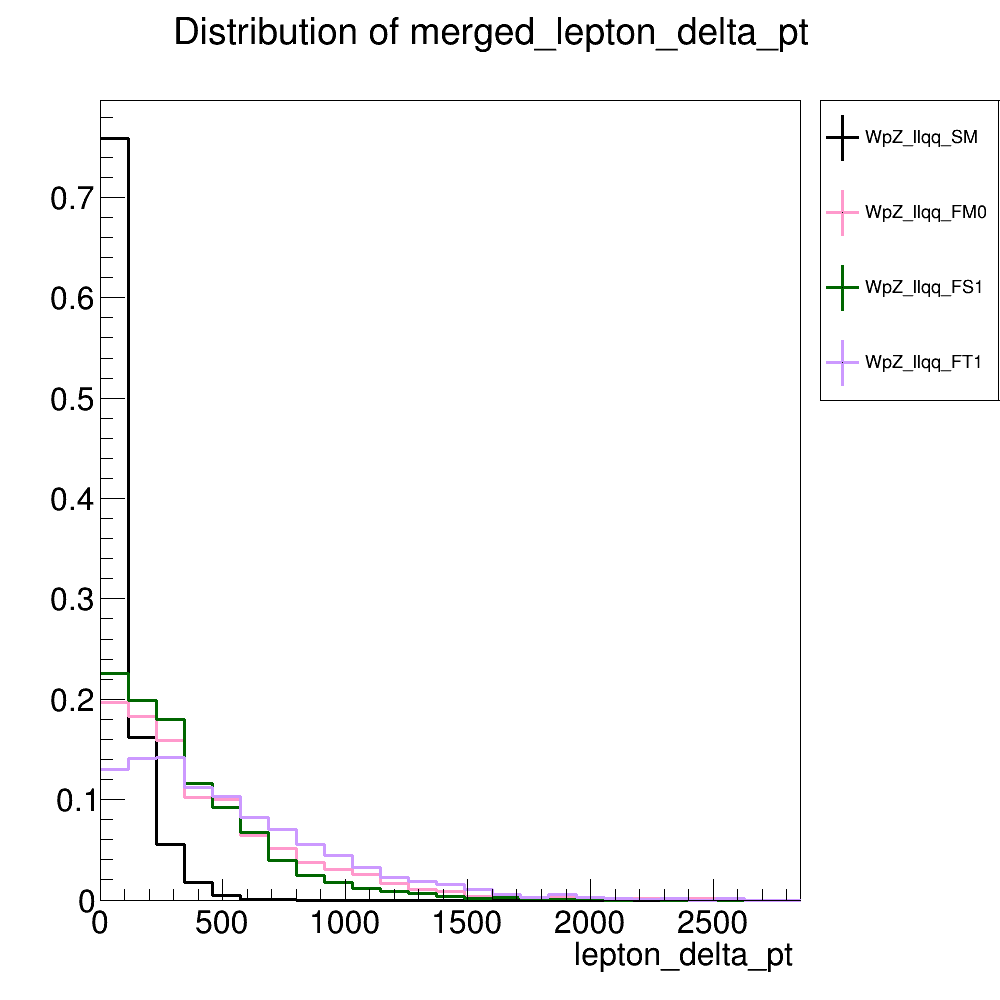 Distribution of merged_lepton_delta_pt
WpZ_llqq_SM
WpZ_llqq_FM0
WpZ_llqq_FS1
WpZ_llqq_FT1
0.7
0.6
0.5
0.4
0.3
0.2
0.1
0
0 500 1000 1500 2000 2500
lepton_delta_pt